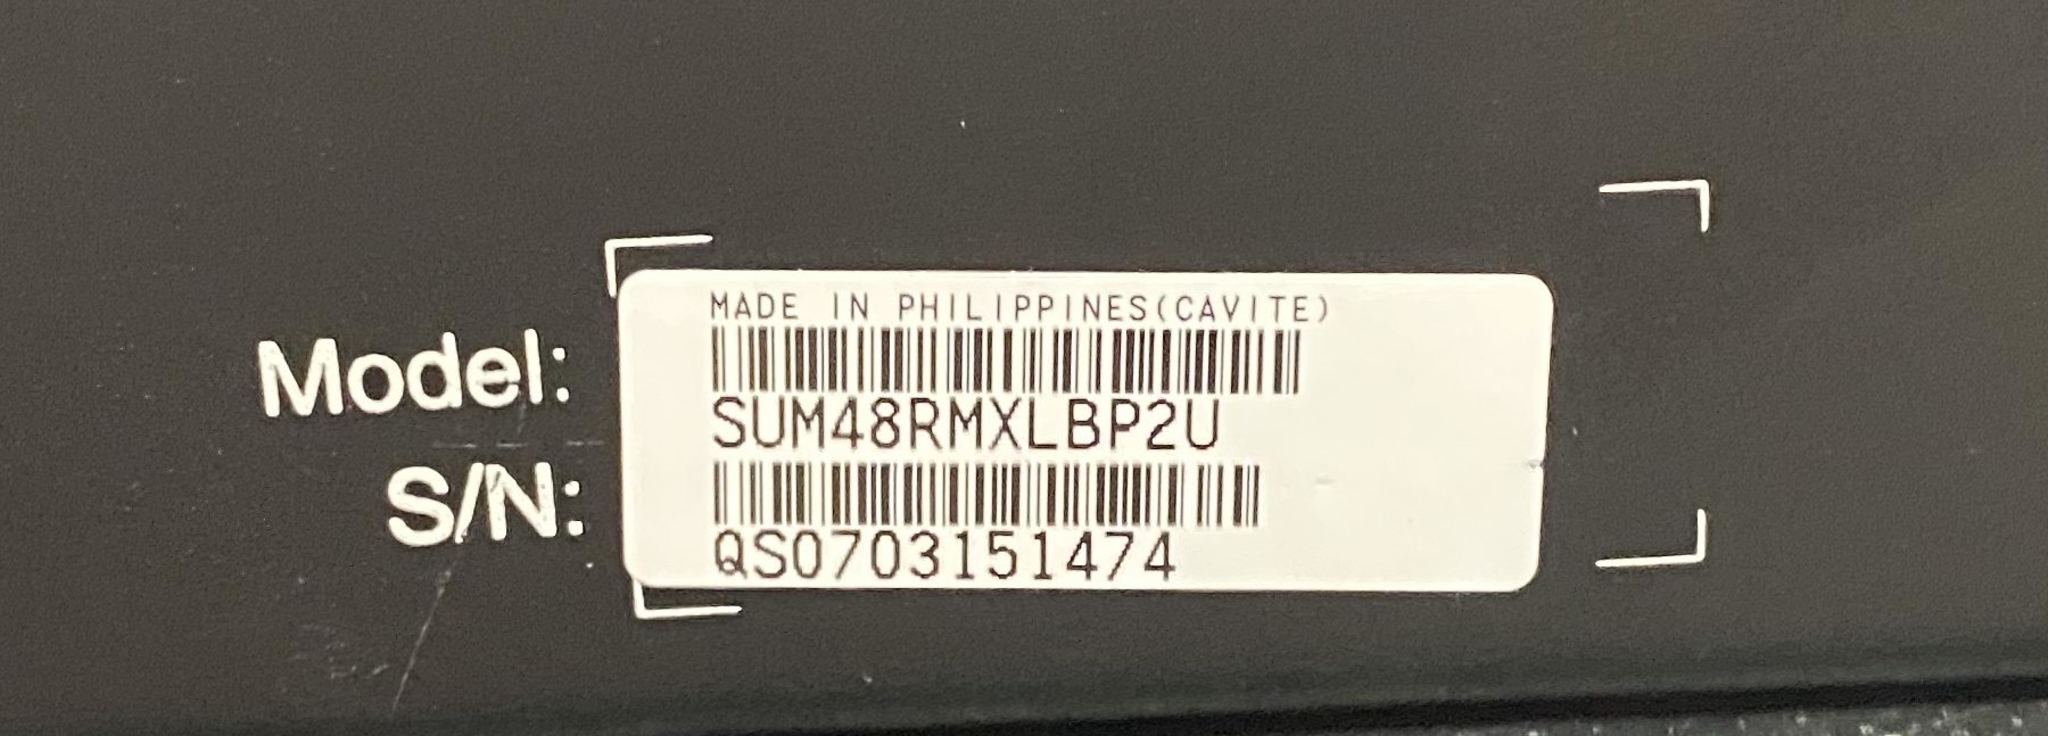 MADE IN PHILIPPINES(CAVITE)
Model: SUM48RMXLBP2U
S/N: QS0703151474